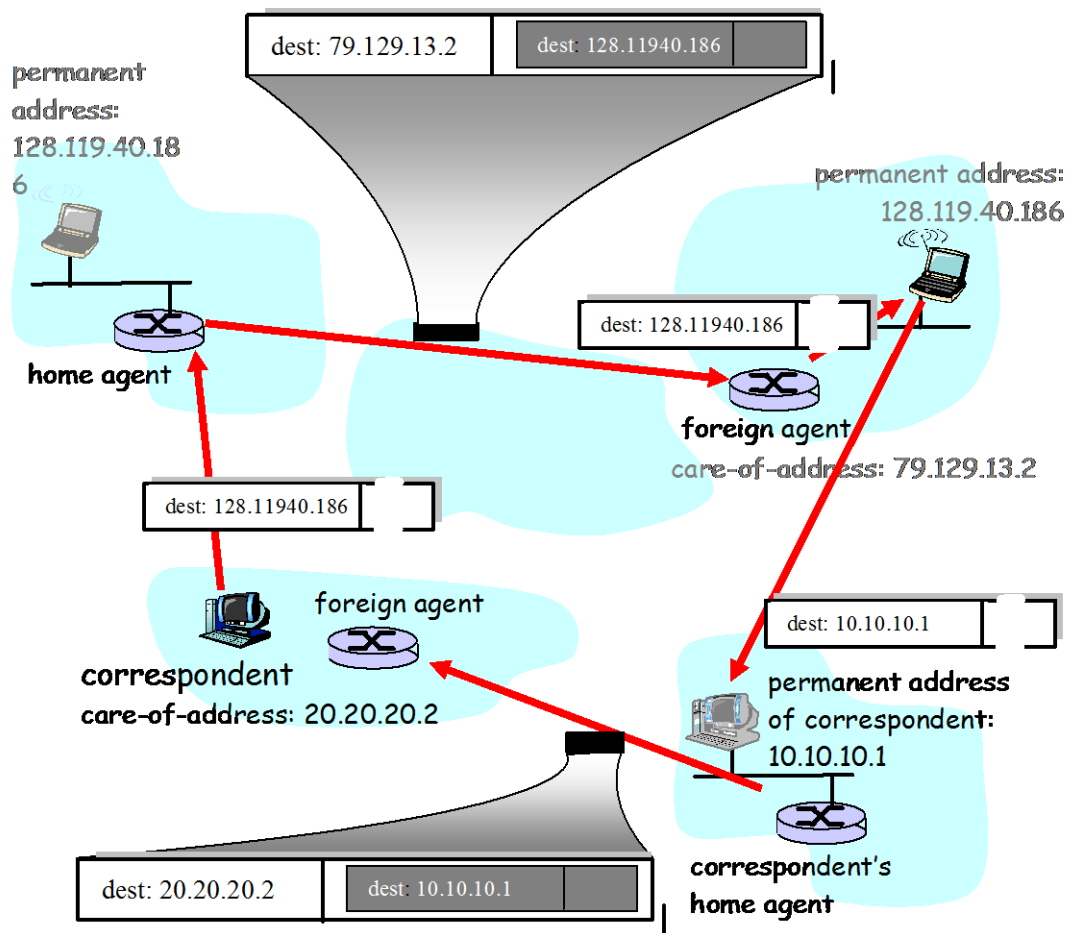 dest: 79.129.13.2
dest: 128.11940.186
permanent
address:
128.119.40.18
6
permanent address:
128.119.40.186
dest: 128.11940.186
home agent
foreign agent
care-of-address: 79.129.13.2
dest: 128.11940.186
foreign agent
correspondent
care-of-address: 20.20.20.2
dest: 10.10.10.1
permanent address
of correspondent:
10.10.10.1
correspondent's
home agent
dest: 20.20.20.2
dest: 10.10.10.1